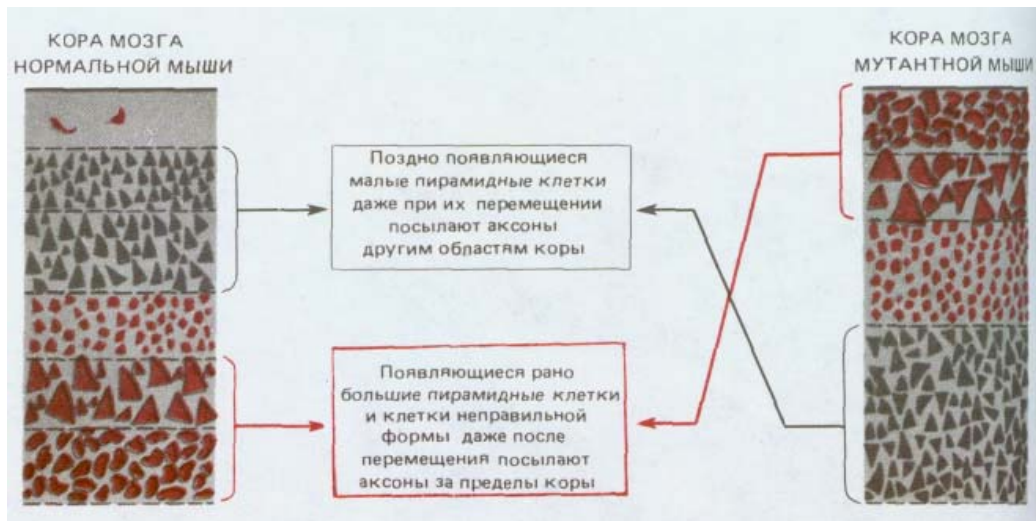 КОРА МОЗГА
НОРМАЛЬНОЙ МЫШИ
КОРА МОЗГА
МУТАНТНОЙ МЫШИ
Поздно появляющиеся
малые пирамидные клетки
даже при их перемещении
посылают аксоны
другим областям коры
Появляющиеся рано
большие пирамидные клетки
и клетки неправильной
формы даже после
перемещения посылают
аксоны за пределы коры